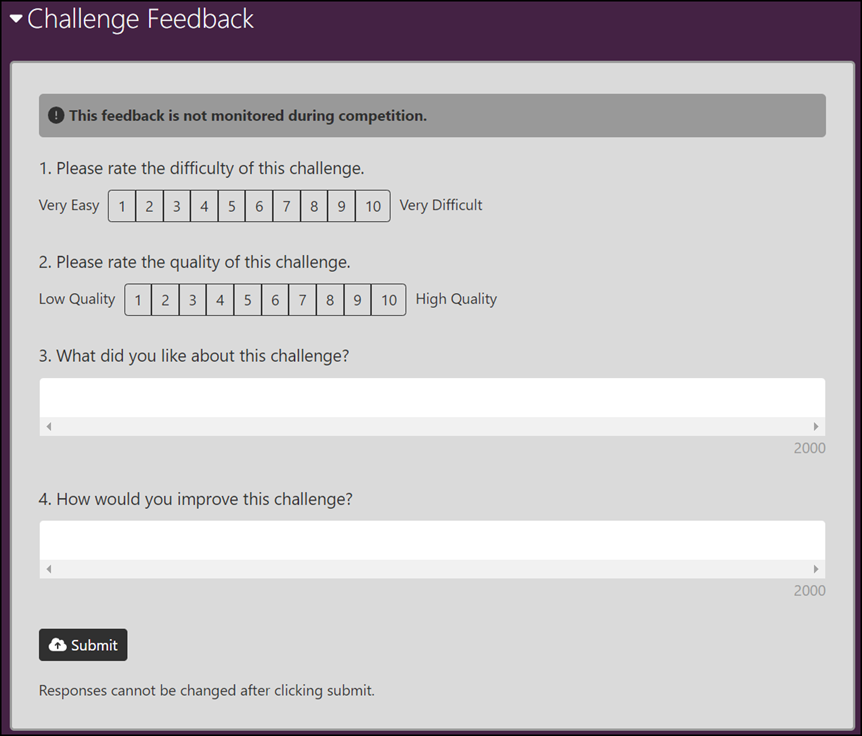 Challenge Feedback
This feedback is not monitored during competition.
1. Please rate the difficulty of this challenge.
Very Easy 1 2 3 4 5 6 7 8 9 10 Very Difficult
2. Please rate the quality of this challenge.
Low Quality 1 2 3 4 5 6 7 8 9 10 High Quality
3. What did you like about this challenge?
2000
4. How would you improve this challenge?
2000
Submit
Responses cannot be changed after clicking submit.